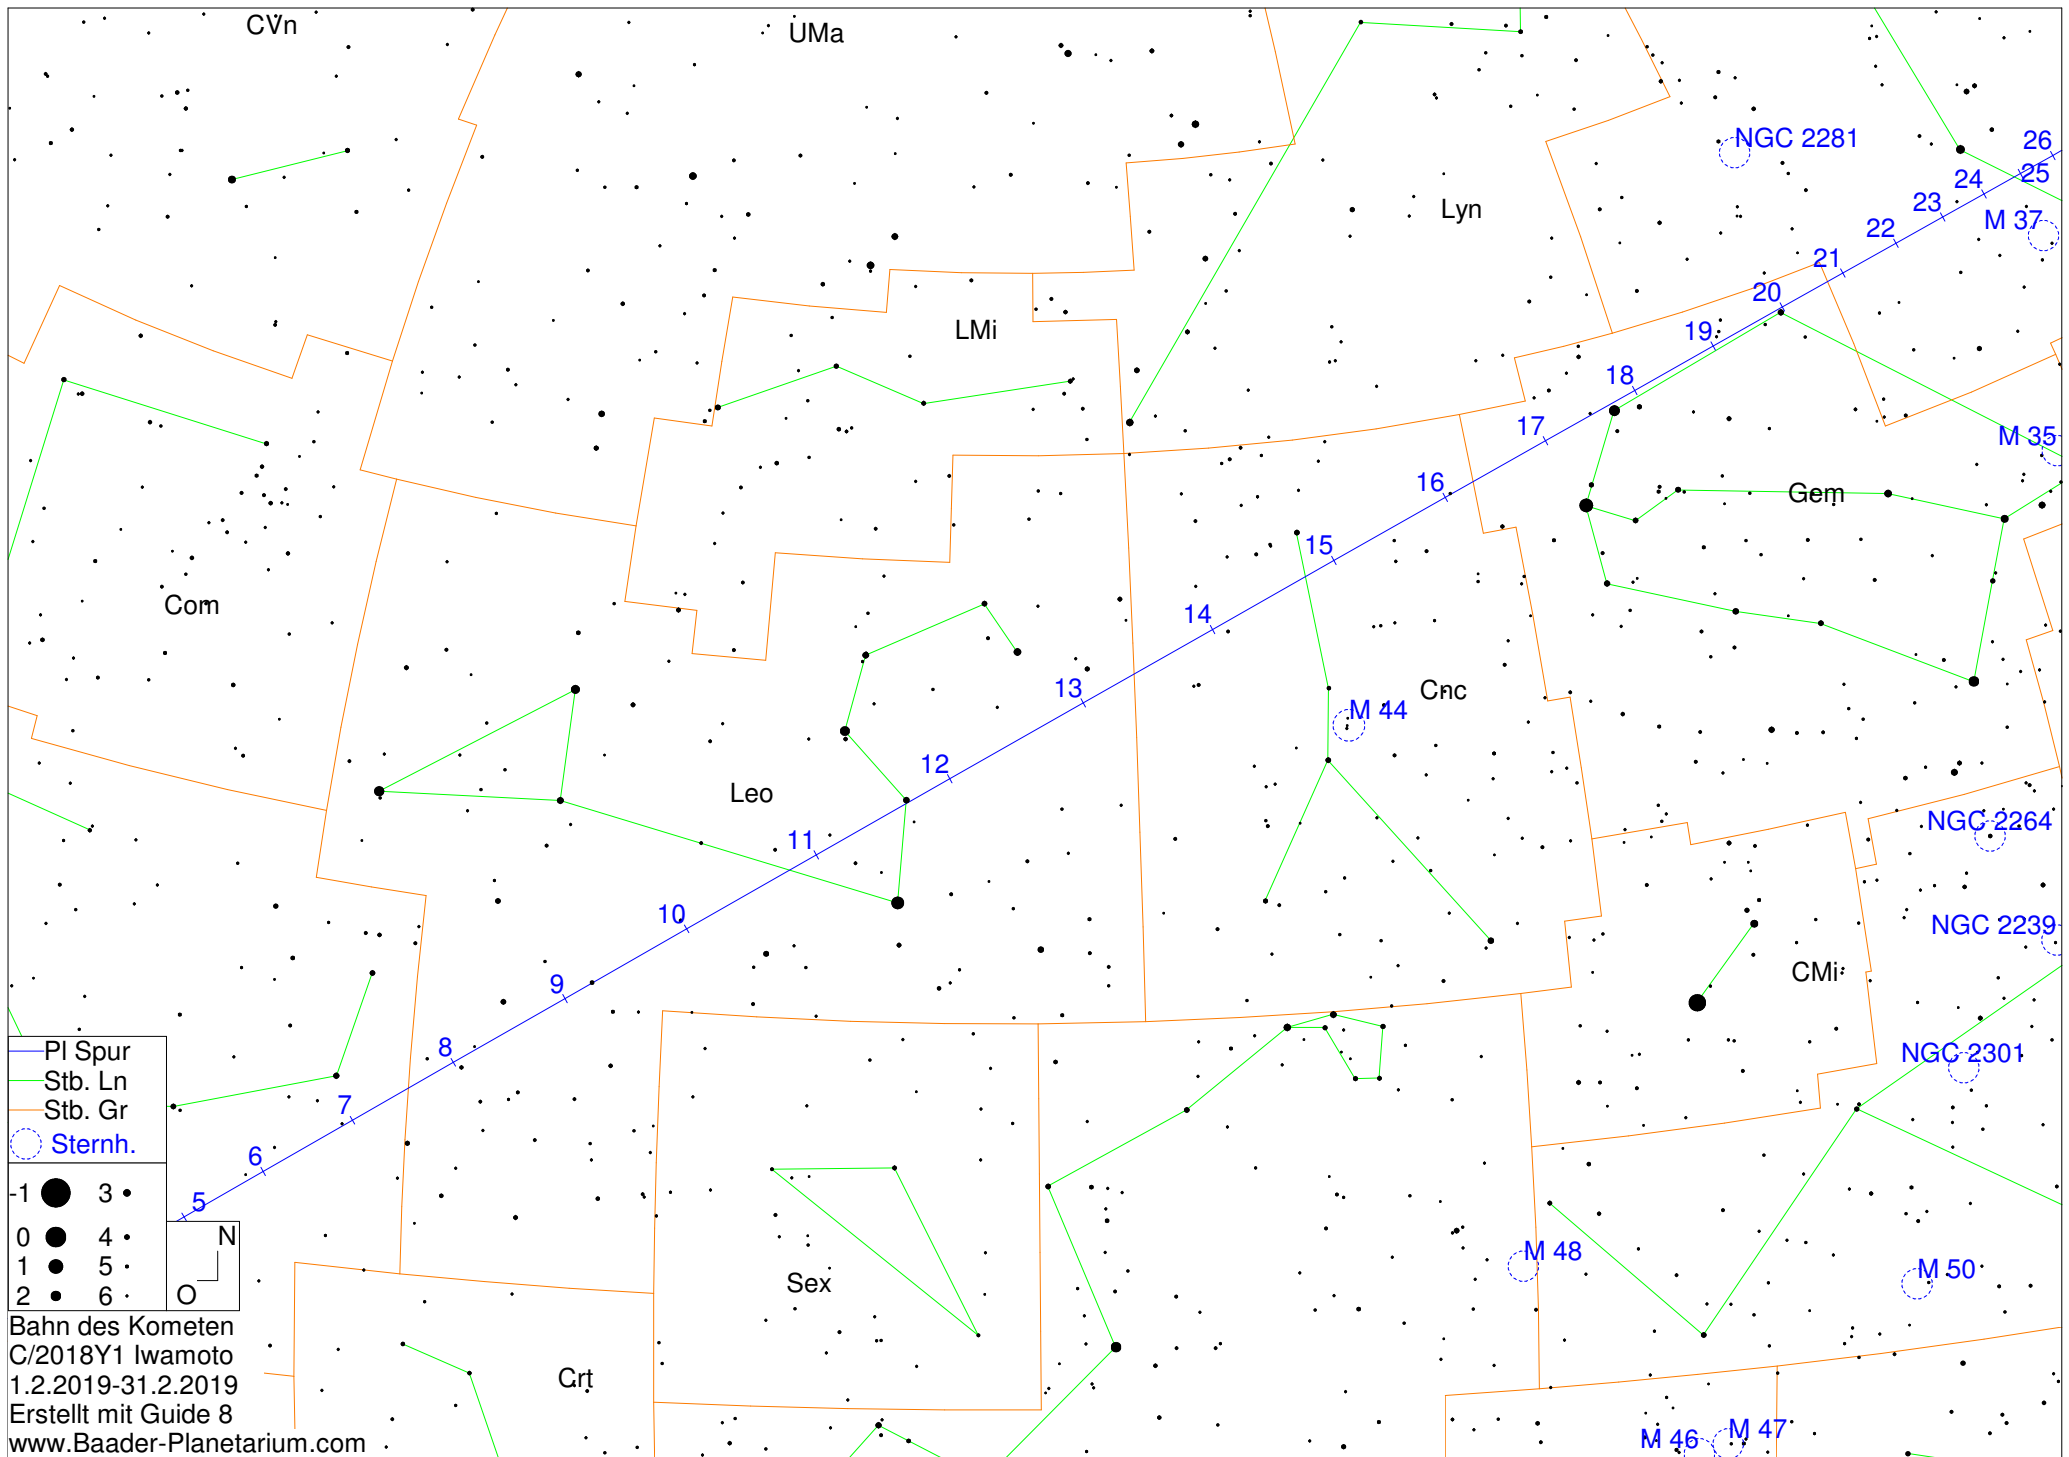 CVn
UMa
NGC 2281
26
25
24
Lyn
23
M 37
22
21
20
LMi
19
18
17
M 35
16
Gem
15
Com
14
13
Cnc
M 44
12
Leo
11
NGC 2264
10
NGC 2239
9
CMi
8
NGC 2301
7
6
5
Pl Spur
Stb. Ln
Stb. Gr
Sternh.
-1 3
0 4
1 5
2 6
N
O
Sex
M 48
M 50
Crt
M 46
M 47
Bahn des Kometen
C/2018Y1 Iwamoto
1.2.2019-31.2.2019
Erstellt mit Guide 8
www.Baader-Planetarium.com